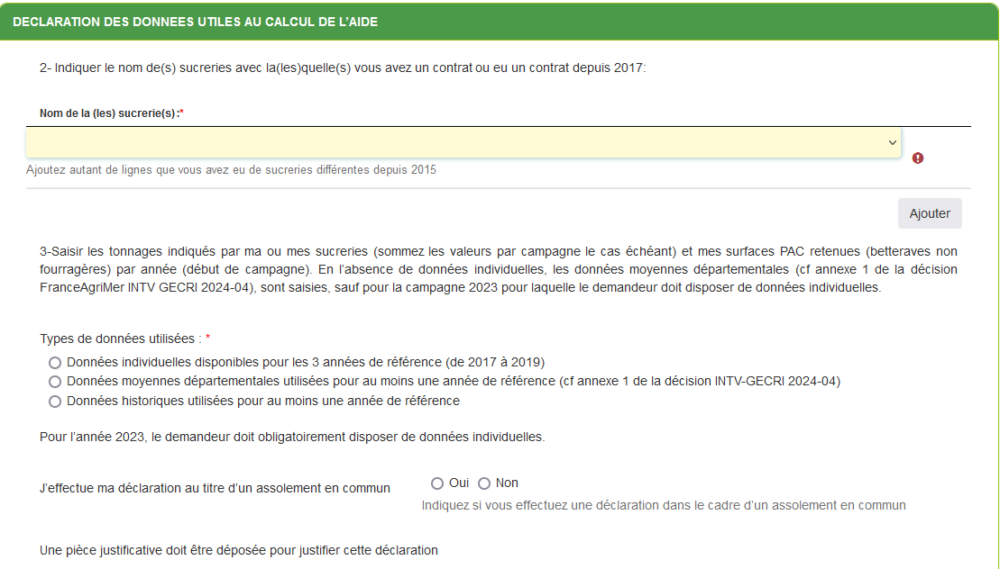 DECLARATION DES DONNEES UTILES AU CALCUL DE L'AIDE
2- Indiquer le nom de(s) sucreries avec la(les)quelle(s) vous avez un contrat ou eu un contrat depuis 2017:
Nom de la (les) sucrerie(s):*
Ajoutez autant de lignes que vous avez eu de sucreries différentes depuis 2015
Ajouter
3-Saisir les tonnages indiqués par ma ou mes sucreries (sommez les valeurs par campagne le cas échéant) et mes surfaces PAC retenues (betteraves non
fourragères) par année (début de campagne). En l'absence de données individuelles, les données moyennes départementales (cf annexe 1 de la décision
FranceAgriMer INTV GECRI 2024-04), sont saisies, sauf pour la campagne 2023 pour laquelle le demandeur doit disposer de données individuelles.
Types de données utilisées : *
Données individuelles disponibles pour les 3 années de référence (de 2017 à 2019)
Données moyennes départementales utilisées pour au moins une année de référence (cf annexe 1 de la décision INTV-GECRI 2024-04)
Données historiques utilisées pour au moins une année de référence
Pour l'année 2023, le demandeur doit obligatoirement disposer de données individuelles.
J'effectue ma déclaration au titre d'un assolement en commun
Oui Non
Indiquez si vous effectuez une déclaration dans le cadre d'un assolement en commun
Une pièce justificative doit être déposée pour justifier cette déclaration